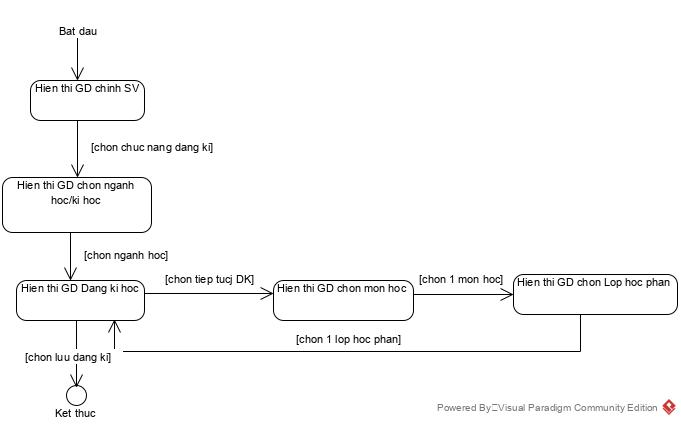 Bat dau
Hien thi GD chinh SV
[chon chuc nang dang ki]
Hien thi GD chon nganh
hoc/ki hoc
[chon nganh hoc]
Hien thi GD Dang ki hoc
[chon tiep tucj DK]
Hien thi GD chon mon hoc
[chon 1 mon hoc]
Hien thi GD chon Lop hoc phan
[chon 1 lop hoc phan]
[chon luu dang ki]
Ket thuc
Powered By Visual Paradigm Community Edition